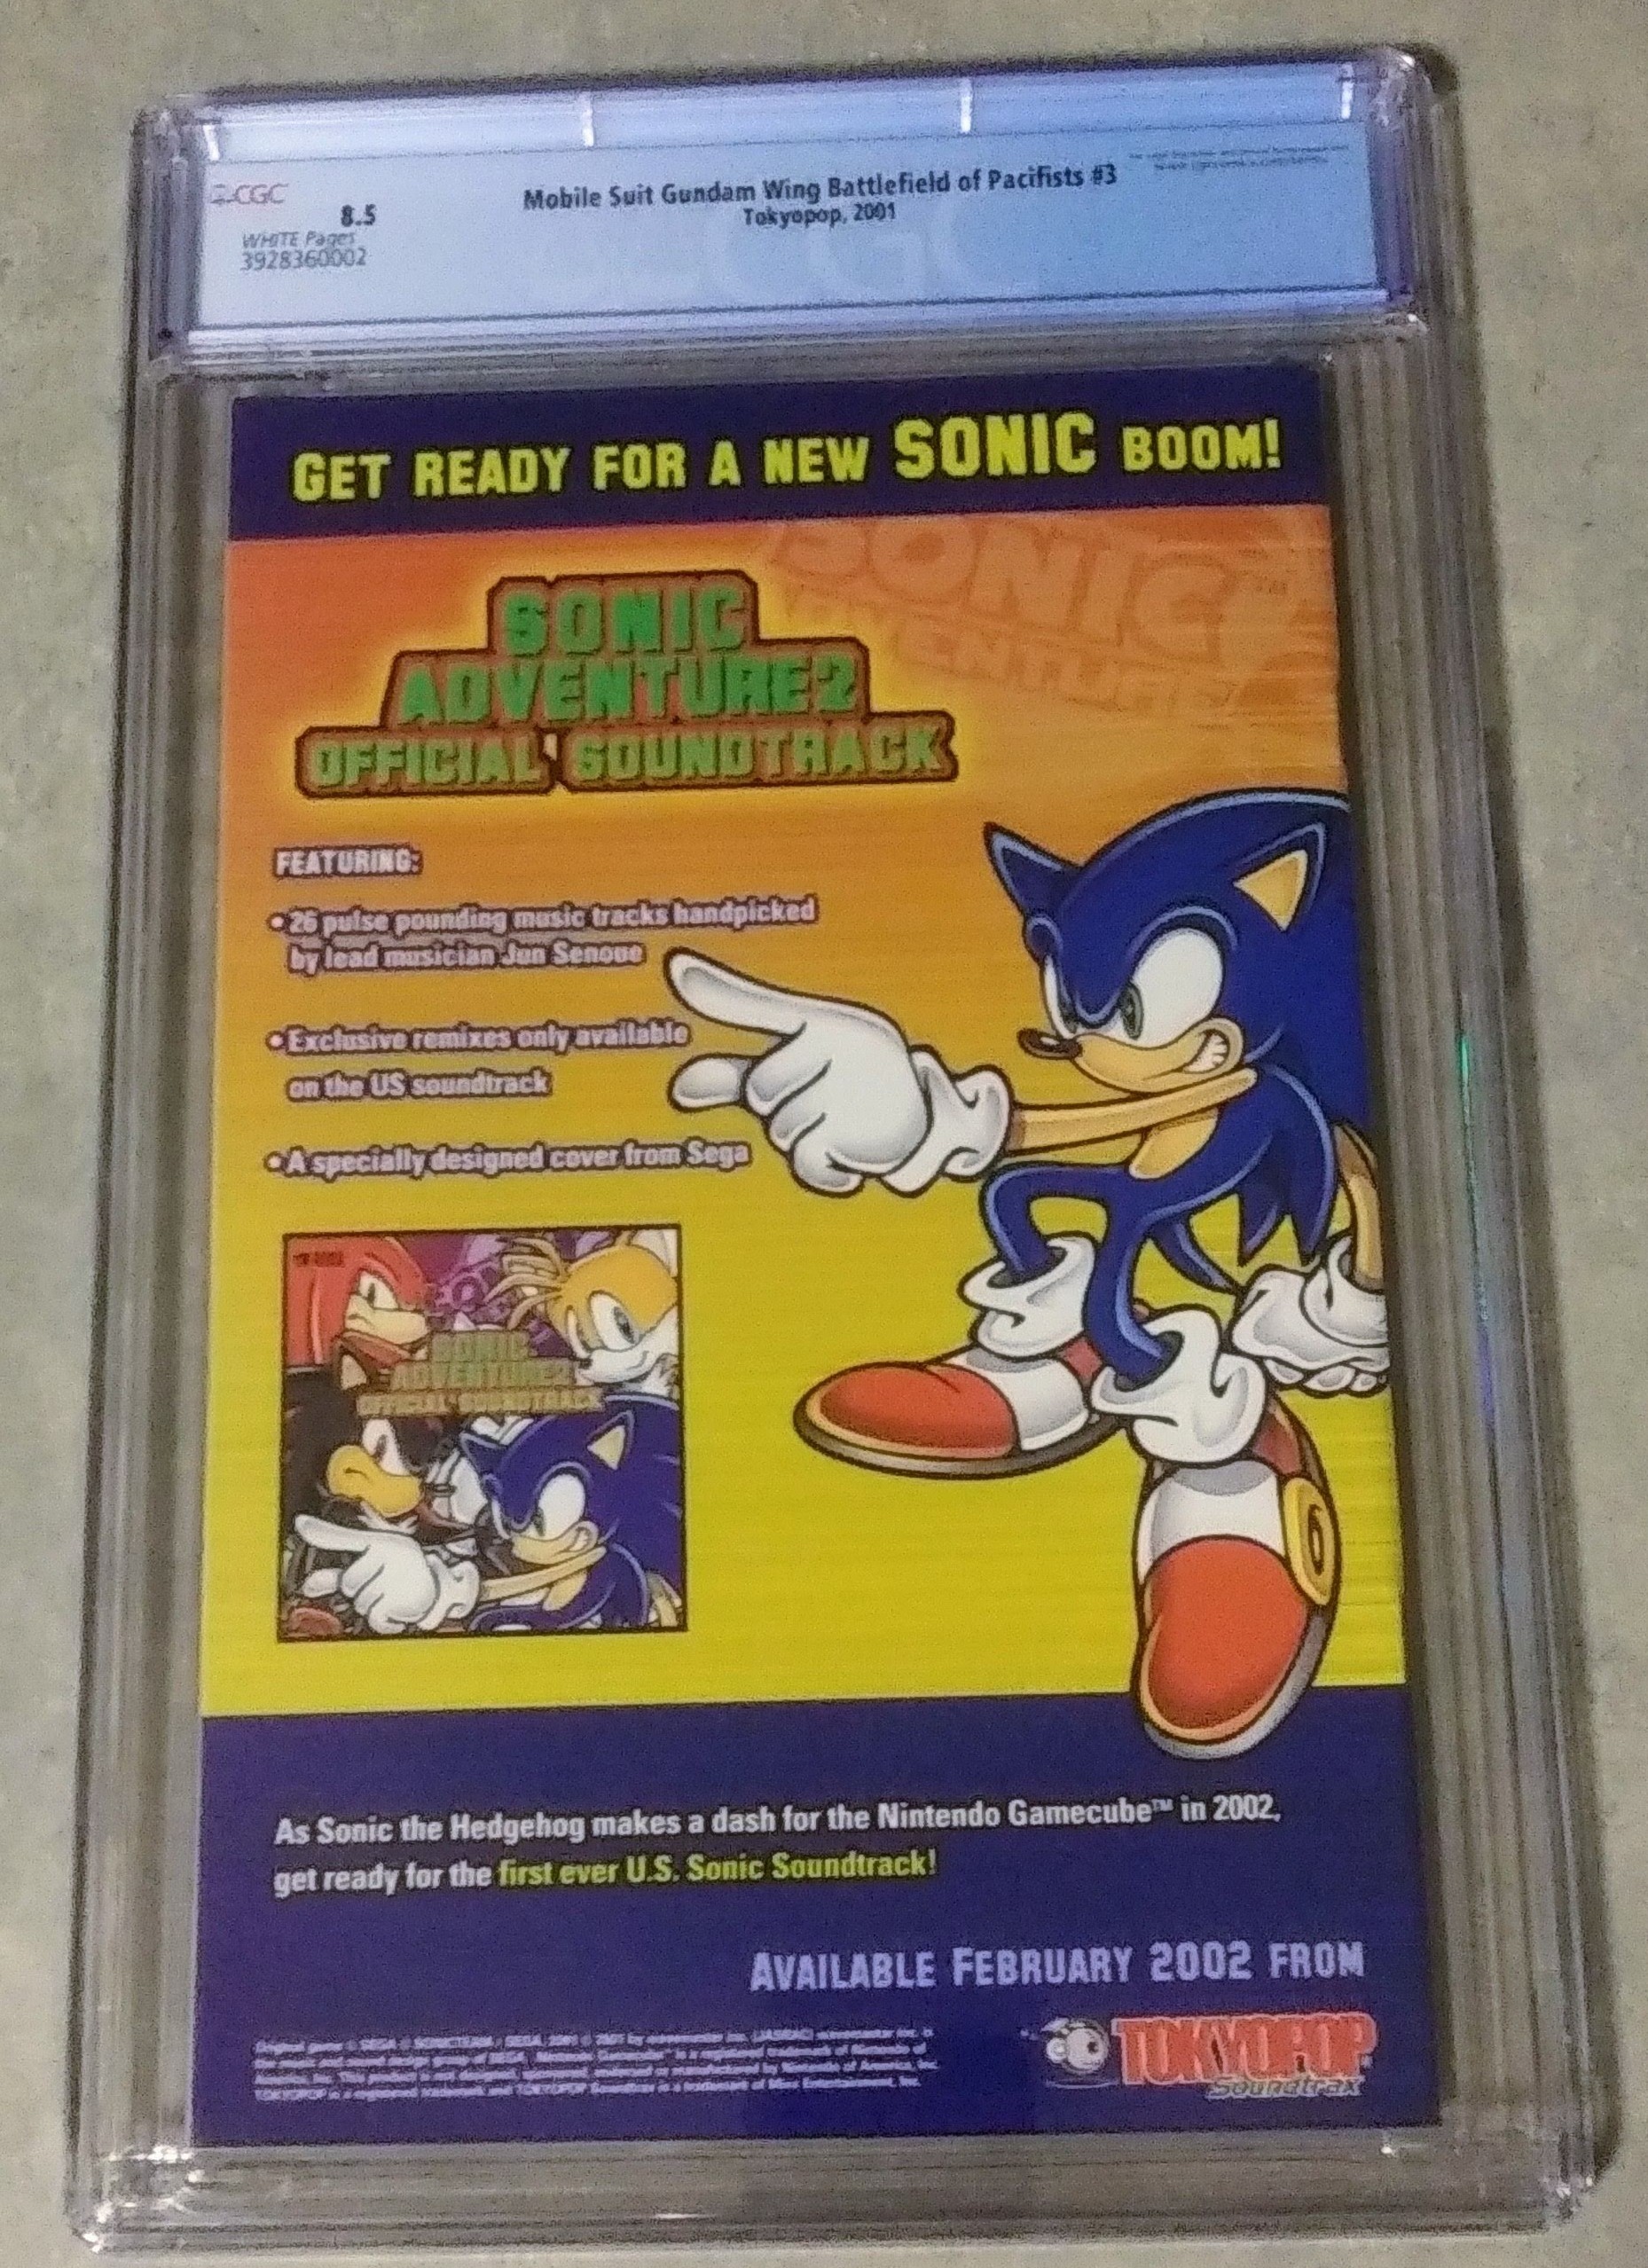 CGC
8.5
WHITE Pages
3928360002
Mobile Suit Gundam Wing Battlefield of Pacifists #3
Tokyopop, 2001
GET READY FOR A NEW SONIC BOOM!
SONIC
ADVENTURE
SONIC
ADVENTURE 2
OFFICIAL SOUNDTRACK
FEATURING:
• 26 pulse pounding music tracks handpicked
by lead musician Jun Senoue
• Exclusive remixes only available
on the US soundtrack
• A specially designed cover from Sega
SONIC
ADVENTURE 2
OFFICIAL SOUNDTRACK
As Sonic the Hedgehog makes a dash for the Nintendo Gamecube™ in 2002,
get ready for the first ever U.S. Sonic Soundtrack!
AVAILABLE FEBRUARY 2002 FROM
TOKYOPOP
Soundtrax